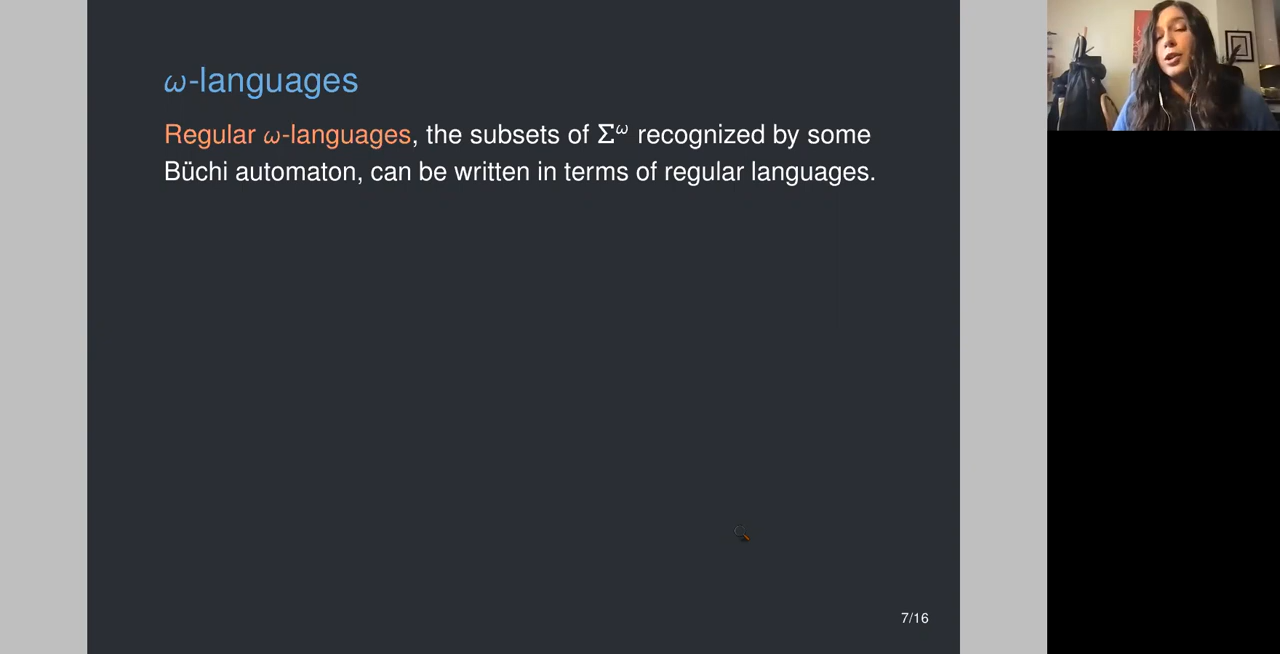 ω-languages
Regular ω-languages, the subsets of Σ^ω recognized by some
Büchi automaton, can be written in terms of regular languages.
7/16